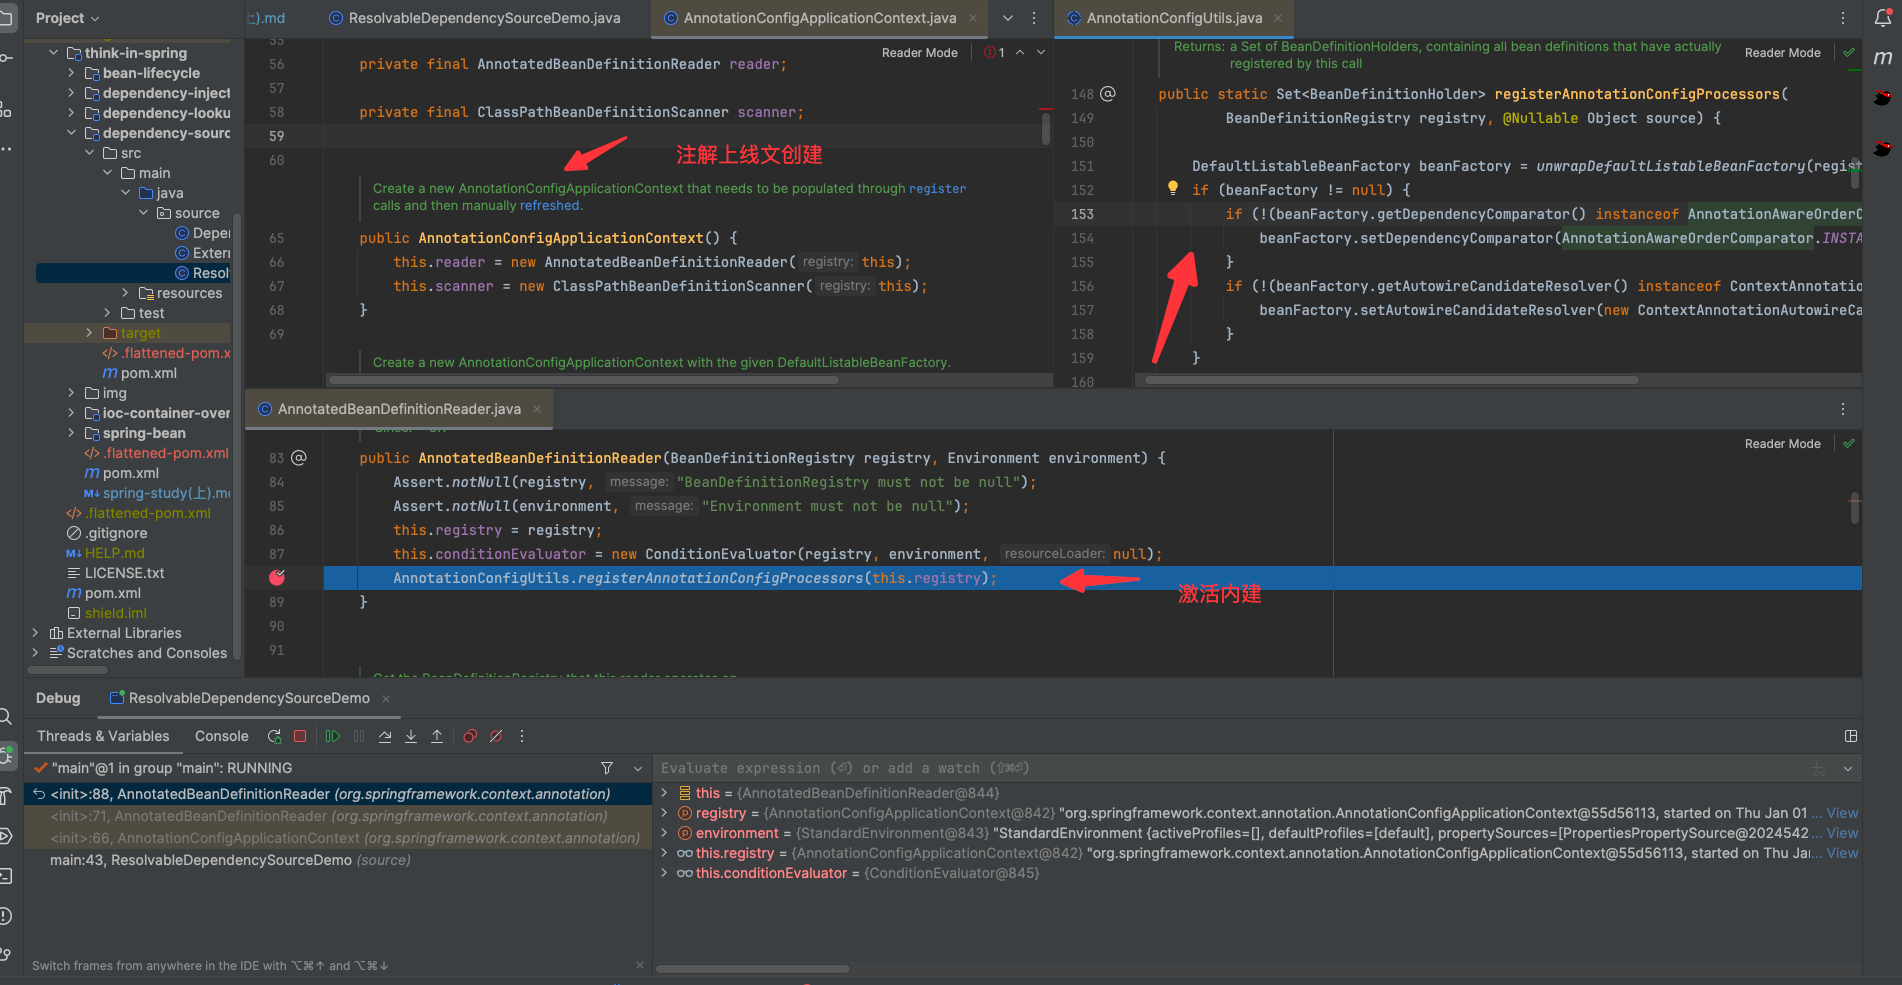 Project
think-in-spring
bean-lifecycle
dependency-inject
dependency-looku
dependency-sourc
src
main
java
source
Depe
Extern
Resol
resources
test
target
.flattened-pom.x
pom.xml
img
ioc-container-over
spring-bean
.flattened-pom.xml
pom.xml
spring-study(上).m
.flattened-pom.xml
.gitignore
HELP.md
LICENSE.txt
pom.xml
shield.iml
External Libraries
Scratches and Consoles
).md
ResolvableDependencySourceDemo.java
AnnotationConfigApplicationContext.java
Reader Mode
1
55
56 private final AnnotatedBeanDefinitionReader reader;
57
58 private final ClassPathBeanDefinitionScanner scanner;
59
60
注解上线文创建
Create a new AnnotationConfigApplicationContext that needs to be populated through register
calls and then manually refreshed.
65 public AnnotationConfigApplicationContext() {
66 this.reader = new AnnotatedBeanDefinitionReader( registry: this);
67 this.scanner = new ClassPathBeanDefinitionScanner( registry: this);
68 }
69
Create a new AnnotationConfigApplicationContext with the given DefaultListableBeanFactory.
AnnotationConfigUtils.java
Returns: a Set of BeanDefinitionHolders, containing all bean definitions that have actually
registered by this call
Reader Mode
148 @ public static Set<BeanDefinitionHolder> registerAnnotationConfigProcessors(
149 BeanDefinitionRegistry registry, @Nullable Object source) {
150
151 DefaultListableBeanFactory beanFactory = unwrapDefaultListableBeanFactory(regist
152 if (beanFactory != null) {
153 if (!(beanFactory.getDependencyComparator() instanceof AnnotationAwareOrderC
154 beanFactory.setDependencyComparator(AnnotationAwareOrderComparator.INSTA
155 }
156 if (!(beanFactory.getAutowireCandidateResolver() instanceof ContextAnnotatio
157 beanFactory.setAutowireCandidateResolver(new ContextAnnotationAutowireCa
158 }
159 }
160
AnnotatedBeanDefinitionReader.java
Reader Mode
83 @ public AnnotatedBeanDefinitionReader(BeanDefinitionRegistry registry, Environment environment) {
84 Assert.notNull(registry, message: "BeanDefinitionRegistry must not be null");
85 Assert.notNull(environment, message: "Environment must not be null");
86 this.registry = registry;
87 this.conditionEvaluator = new ConditionEvaluator(registry, environment, resourceLoader: null);
AnnotationConfigUtils.registerAnnotationConfigProcessors(this.registry);
激活内建
89 }
90
91
Get the BeanDefinitionRegistry that this reader operates on.
Debug
ResolvableDependencySourceDemo
Threads & Variables
Console
"main"@1 in group "main": RUNNING
<init>:88, AnnotatedBeanDefinitionReader (org.springframework.context.annotation)
<init>:71, AnnotatedBeanDefinitionReader (org.springframework.context.annotation)
<init>:66, AnnotationConfigApplicationContext (org.springframework.context.annotation)
main:43, ResolvableDependencySourceDemo (source)
Switch frames from anywhere in the IDE with ⌥⌘↑ and ⌥⌘↓
Evaluate expression (⏎) or add a watch (⇧⌘⏎)
this = {AnnotatedBeanDefinitionReader@844}
registry = {AnnotationConfigApplicationContext@842} "org.springframework.context.annotation.AnnotationConfigApplicationContext@55d56113, started on Thu Jan 01 ... View
environment = {StandardEnvironment@843} "StandardEnvironment {activeProfiles=[], defaultProfiles=[default], propertySources=[PropertiesPropertySource@2024542... View
this.registry = {AnnotationConfigApplicationContext@842} "org.springframework.context.annotation.AnnotationConfigApplicationContext@55d56113, started on Thu Ja... View
this.conditionEvaluator = {ConditionEvaluator@845}